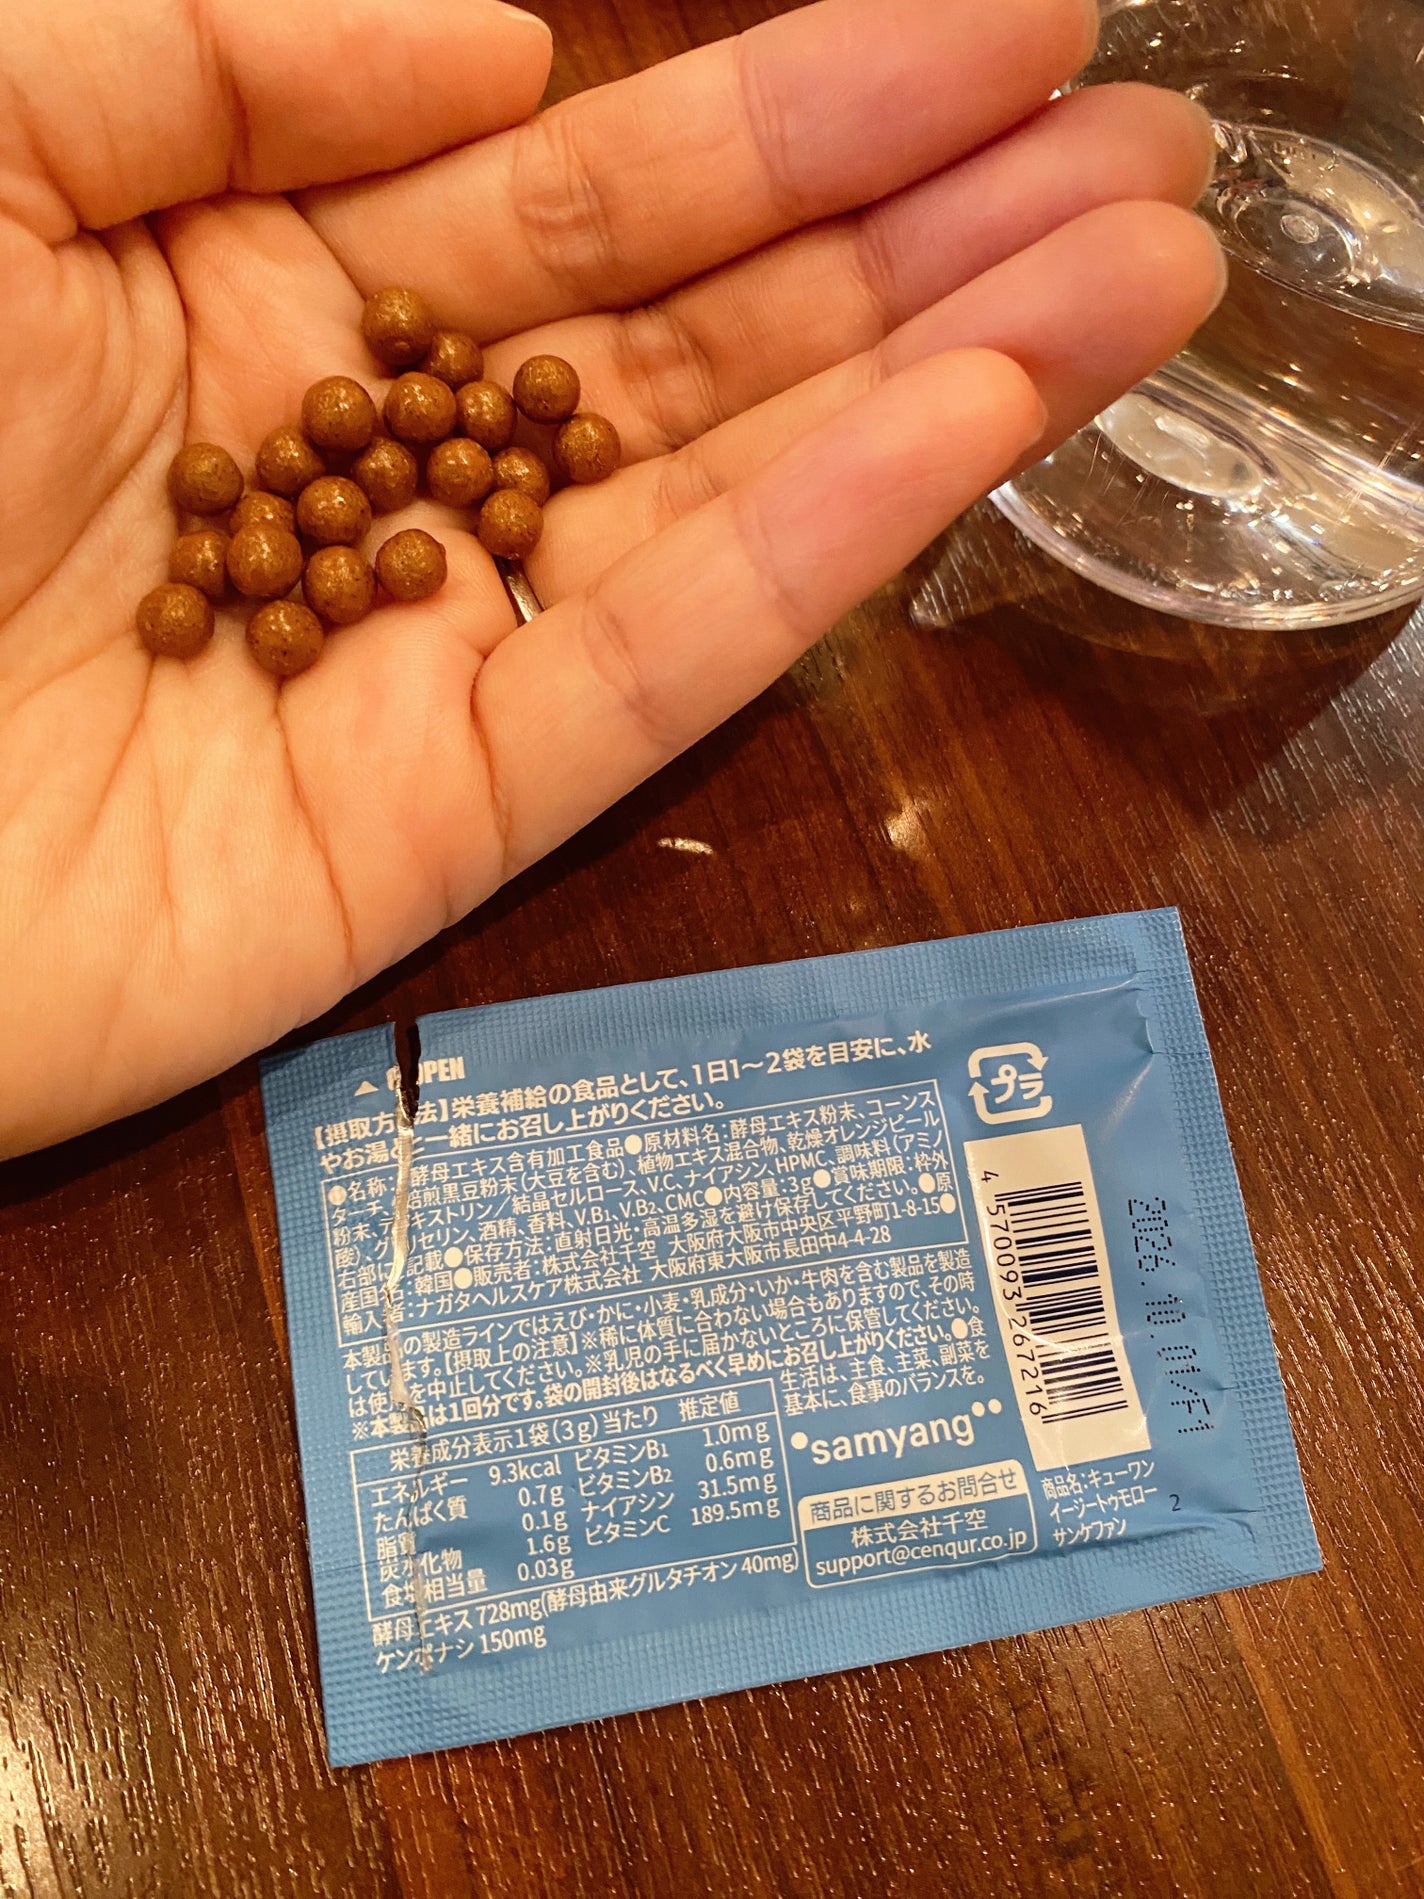 OPEN
【摂取方法】栄養補給の食品として、1日1～2袋を目安に、水
やお湯と一緒にお召し上がりください。
●名称：酵母エキス含有加工食品●原材料名：酵母エキス粉末、コーンス
ターチ、焙煎黒豆粉末（大豆を含む）、植物エキス混合物、乾燥オレンジピール
粉末、デキストリン／結晶セルロース、V.C、ナイアシン、HPMC、調味料（アミノ
酸）、グリセリン、酒精、香料、V.B1、V.B2、CMC●内容量：3g●賞味期限：枠外
右部に記載●保存方法：直射日光・高温多湿を避け保存してください。●原
産国名：韓国●販売者：株式会社千空 大阪府大阪市中央区平野町1-8-15●
輸入者：ナガタヘルスケア株式会社 大阪府東大阪市長田中4-4-28
本製品の製造ラインではえび・かに・小麦・乳成分・いか・牛肉を含む製品を製造
しています。【摂取上の注意】※稀に体質に合わない場合もありますので、その時
は使用を中止してください。※乳児の手に届かないところに保管してください。
※本製品は1回分です。袋の開封後はなるべく早めにお召し上がりください。●食
生活は、主食、主菜、副菜を
基本に、食事のバランスを。
栄養成分表示1袋（3g）当たり 推定値
エネルギー 9.3kcal ビタミンB1 1.0mg
たんぱく質 0.7g ビタミンB2 0.6mg
脂質 0.1g ナイアシン 31.5mg
炭水化物 1.6g ビタミンC 189.5mg
食塩相当量 0.03g
酵母エキス 728mg(酵母由来グルタチオン 40mg)
ケンポナシ 150mg
samyang
商品に関するお問合せ
株式会社千空
support@cenqur.co.jp
プラ
4 570093 267216
2026.10.01/F1
商品名：キューワン
イージートゥモロー
サンケファン
2